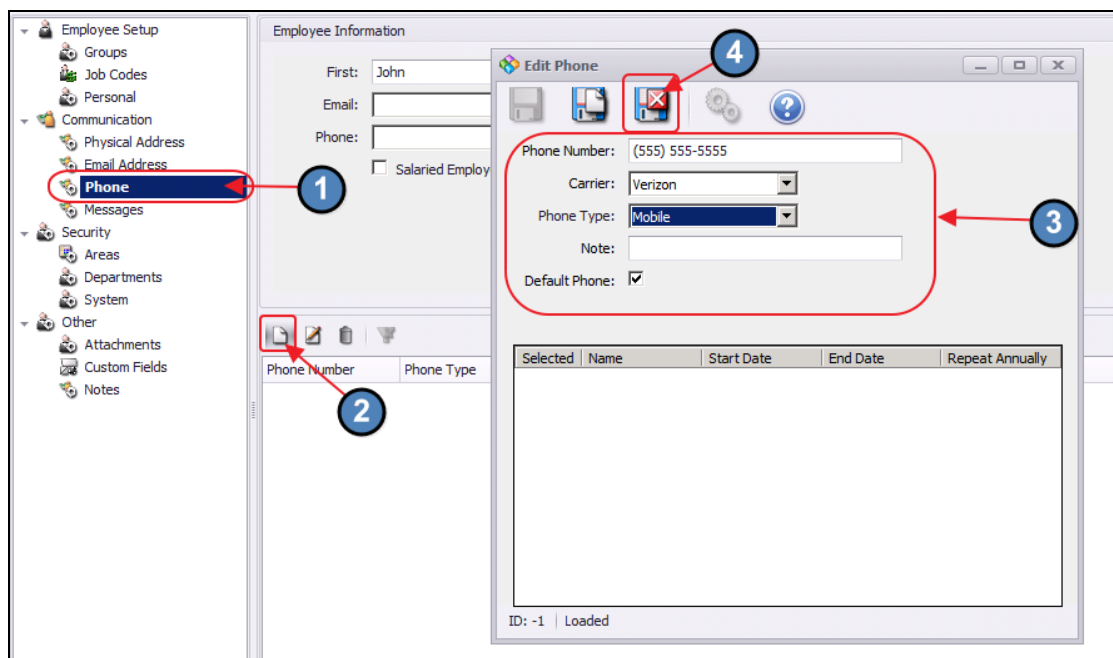 Employee Setup
Groups
Job Codes
Personal
Communication
Physical Address
Email Address
Phone
Messages
Security
Areas
Departments
System
Other
Attachments
Custom Fields
Notes
1
Employee Information
First: John
Email:
Phone:
Salaried Employ
2
Phone Number Phone Type
Edit Phone
4
Phone Number: (555) 555-5555
Carrier: Verizon
Phone Type: Mobile
Note:
Default Phone:
3
Selected Name Start Date End Date Repeat Annually
ID: -1 Loaded